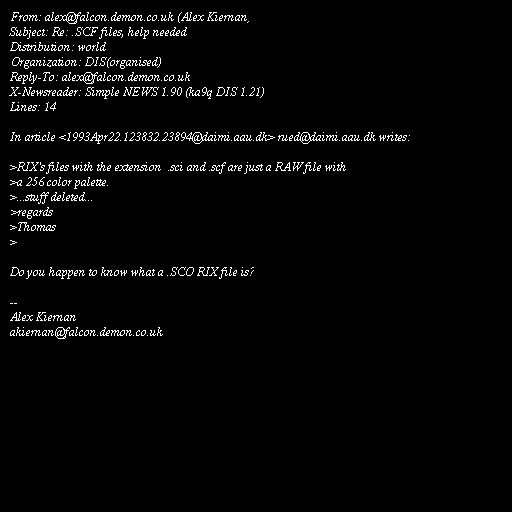 From: alex@falcon.demon.co.uk (Alex Kiernan,
Subject: Re: .SCF files, help needed
Distribution: world
Organization: DIS(organised)
Reply-To: alex@falcon.demon.co.uk
X-Newsreader: Simple NEWS 1.90 (ka9q DIS 1.21)
Lines: 14

In article <1993Apr22.123832.23894@daimi.aau.dk> rued@daimi.aau.dk writes:

>RIX's files with the extension .sci and .scf are just a RAW file with
>a 256 color palette.
>...stuff deleted...
>regards
>Thomas
>

Do you happen to know what a .SCO RIX file is?

--
Alex Kiernan
akiernan@falcon.demon.co.uk